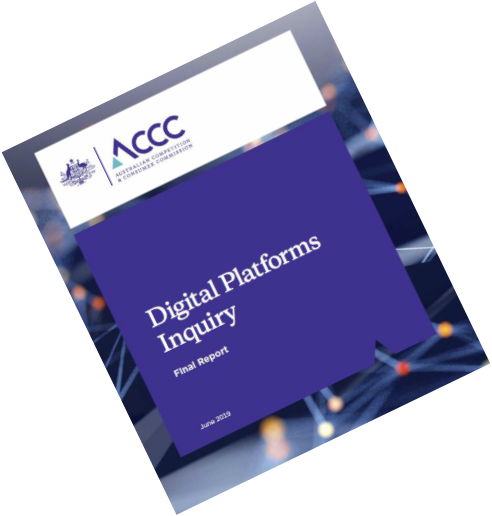 ACCC
AUSTRALIAN COMPETITION
& CONSUMER COMMISSION
Digital Platforms
Inquiry
Final Report
June 2019